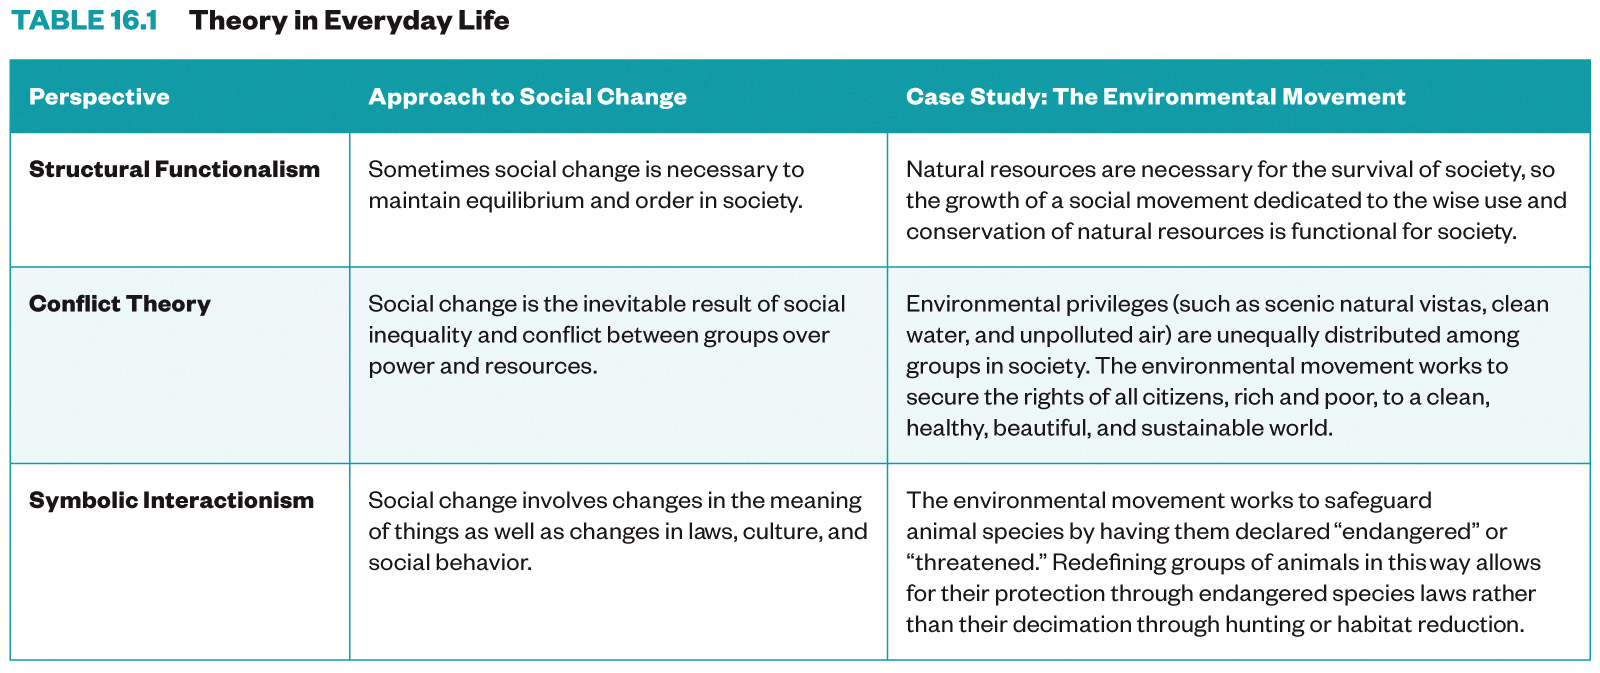 TABLE 16.1 Theory in Everyday Life
Perspective
Approach to Social Change
Case Study: The Environmental Movement
Structural Functionalism
Sometimes social change is necessary to
maintain equilibrium and order in society.
Natural resources are necessary for the survival of society, so
the growth of a social movement dedicated to the wise use and
conservation of natural resources is functional for society.
Conflict Theory
Social change is the inevitable result of social
inequality and conflict between groups over
power and resources.
Environmental privileges (such as scenic natural vistas, clean
water, and unpolluted air) are unequally distributed among
groups in society. The environmental movement works to
secure the rights of all citizens, rich and poor, to a clean,
healthy, beautiful, and sustainable world.
Symbolic Interactionism
Social change involves changes in the meaning
of things as well as changes in laws, culture, and
social behavior.
The environmental movement works to safeguard
animal species by having them declared “endangered” or
“threatened.” Redefining groups of animals in this way allows
for their protection through endangered species laws rather
than their decimation through hunting or habitat reduction.